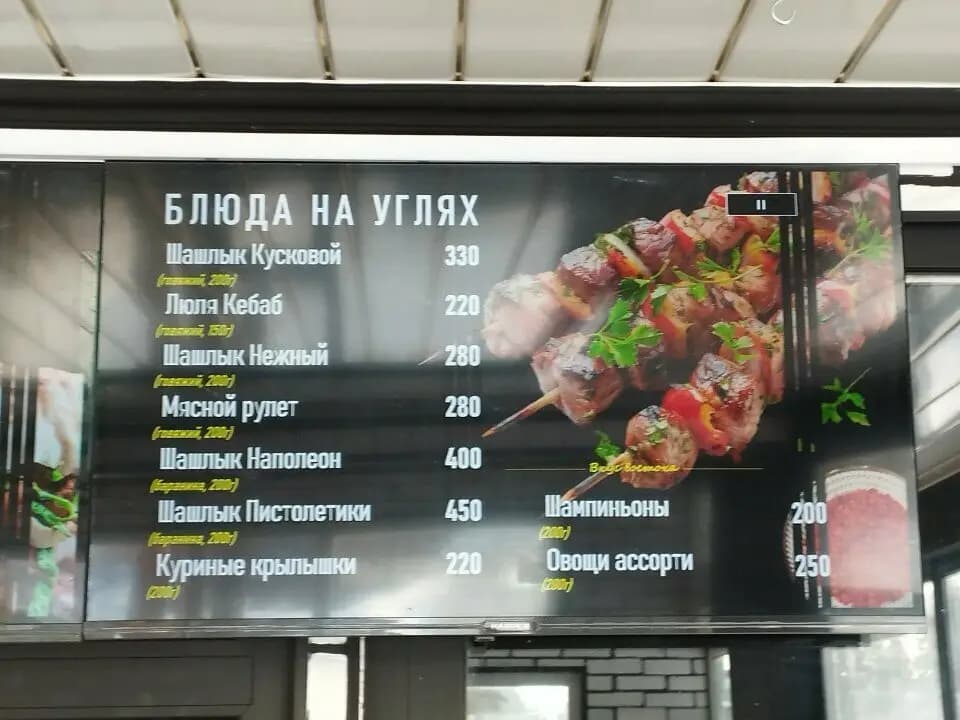 БЛЮДА НА УГЛЯХ
Шашлык Кусковой 330
(говяжий, 200г)
Люля Кебаб 220
(говяжий, 150г)
Шашлык Нежный 280
(говяжий, 200г)
Мясной рулет 280
(говяжий, 200г)
Шашлык Наполеон 400
(баранина, 200г)
Шашлык Пистолетики 450
(баранина, 200г)
Куриные крылышки 220
(200г)
Вкус востока
Шампиньоны 200
(200г)
Овощи ассорти 250
(200г)